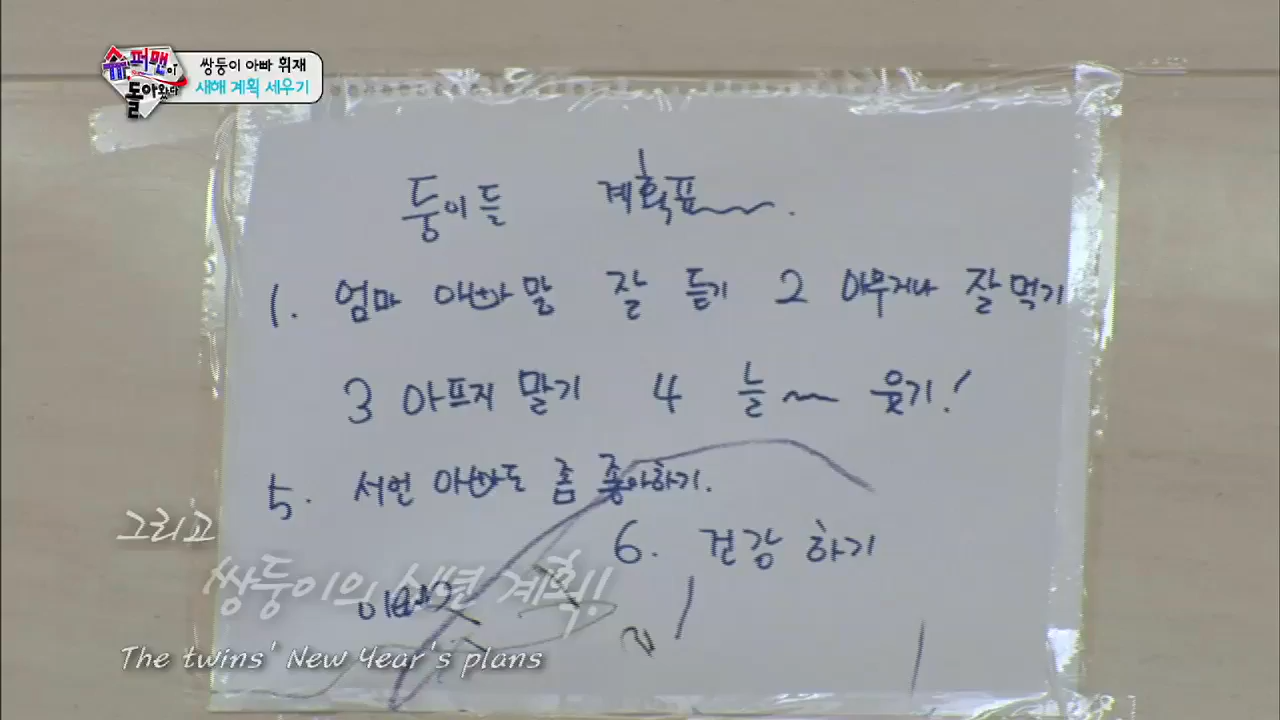 슈퍼맨이
돌아왔다
쌍둥이 아빠 휘재
새해 계획 세우기
둥이들 계획표~.
1. 엄마 아빠 말 잘 듣기 2 아무거나 잘 먹기
3 아프지 말기 4 늘~ 웃기!
5. 서언 아빠도 좀 좋아하기.
6. 건강 하기
그리고
쌍둥이의 신년 계획!
The twins' New Year's plans